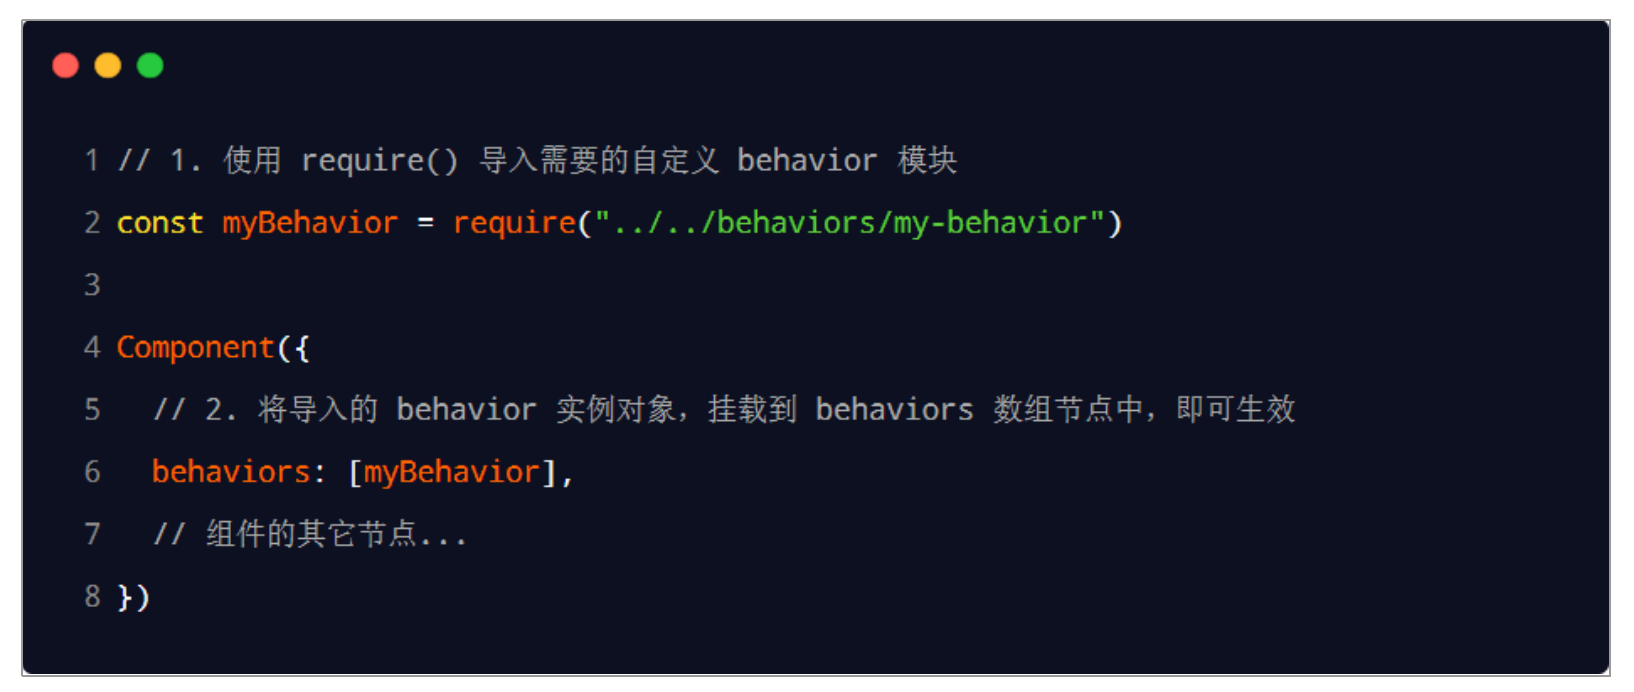 1 // 1. 使用 require() 导入需要的自定义 behavior 模块
2 const myBehavior = require("../../behaviors/my-behavior")
3
4 Component({
5   // 2. 将导入的 behavior 实例对象，挂载到 behaviors 数组节点中，即可生效
6   behaviors: [myBehavior],
7   // 组件的其它节点...
8 })